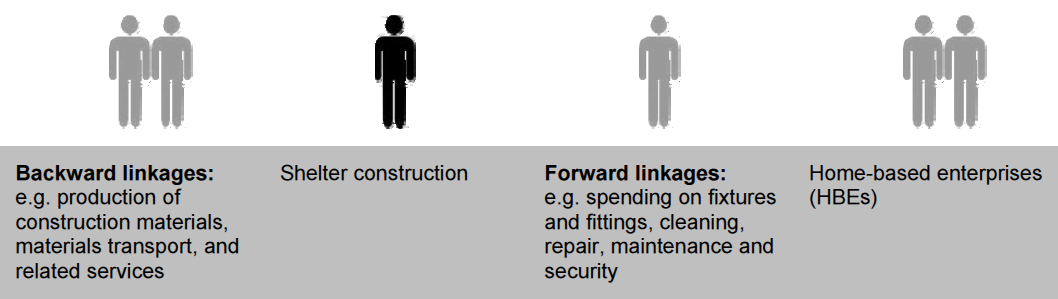 Backward linkages:
e.g. production of
construction materials,
materials transport, and
related services
Shelter construction
Forward linkages:
e.g. spending on fixtures
and fittings, cleaning,
repair, maintenance and
security
Home-based enterprises
(HBEs)